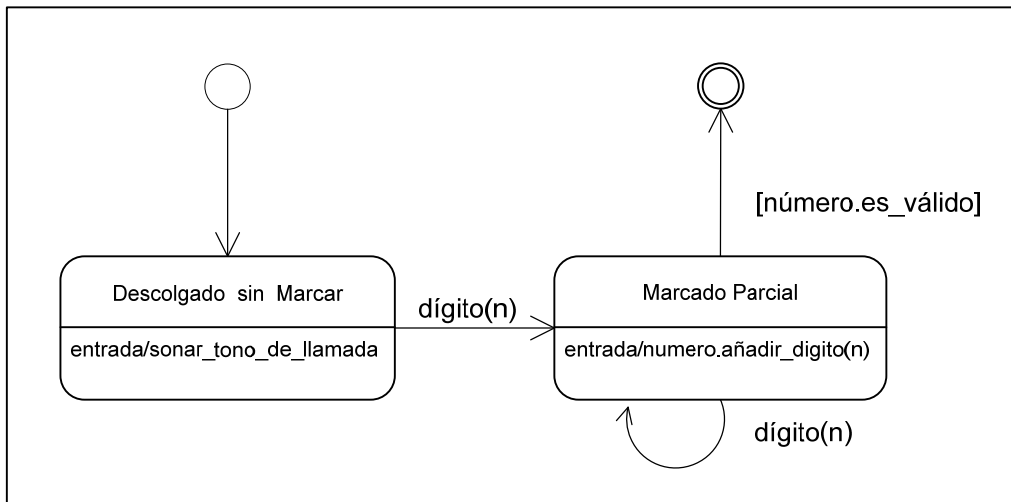 [número.es_válido]
Descolgado sin Marcar
entrada/sonar_tono_de_llamada
dígito(n)
Marcado Parcial
entrada/numero.añadir_digito(n)
dígito(n)